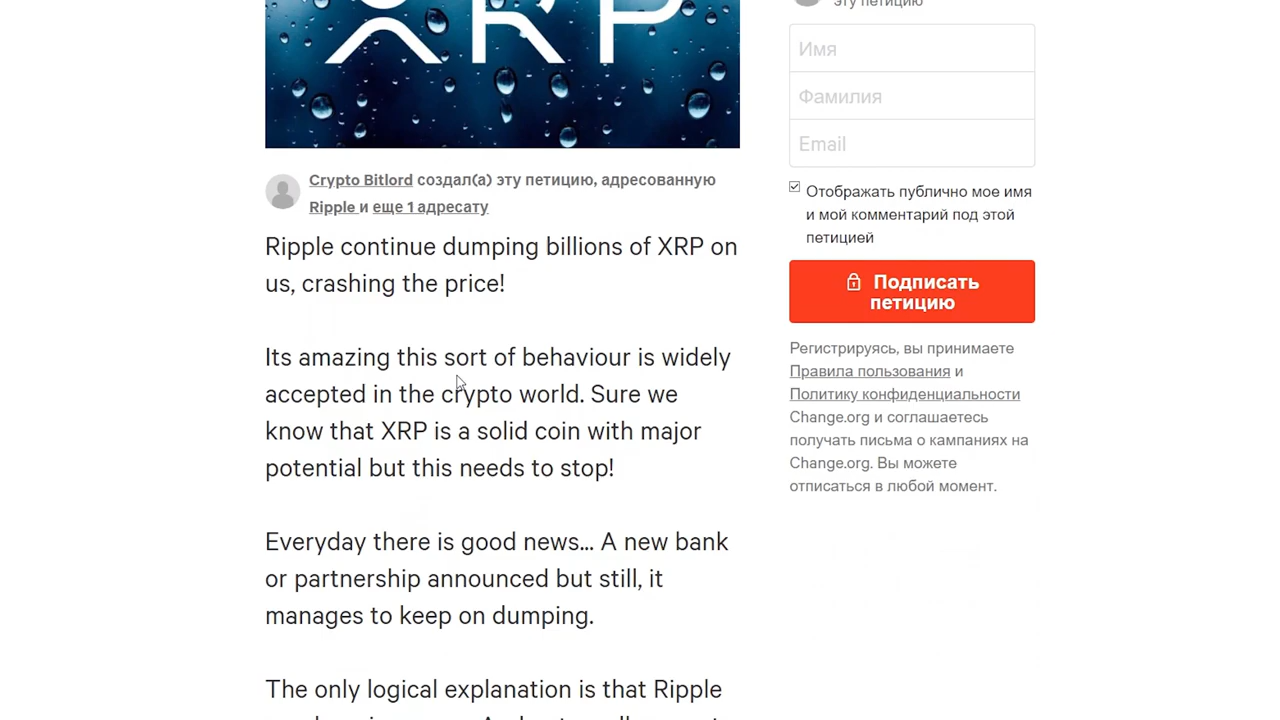 XRP
Crypto Bitlord создал(а) эту петицию, адресованную
Ripple и еще 1 адресату
Ripple continue dumping billions of XRP on
us, crashing the price!
Its amazing this sort of behaviour is widely
accepted in the crypto world. Sure we
know that XRP is a solid coin with major
potential but this needs to stop!
Everyday there is good news... A new bank
or partnership announced but still, it
manages to keep on dumping.
The only logical explanation is that Ripple
эту петицию
Имя
Фамилия
Email
Отображать публично мое имя
и мой комментарий под этой
петицией
Подписать
петицию
Регистрируясь, вы принимаете
Правила пользования и
Политику конфиденциальности
Change.org и соглашаетесь
получать письма о кампаниях на
Change.org. Вы можете
отписаться в любой момент.